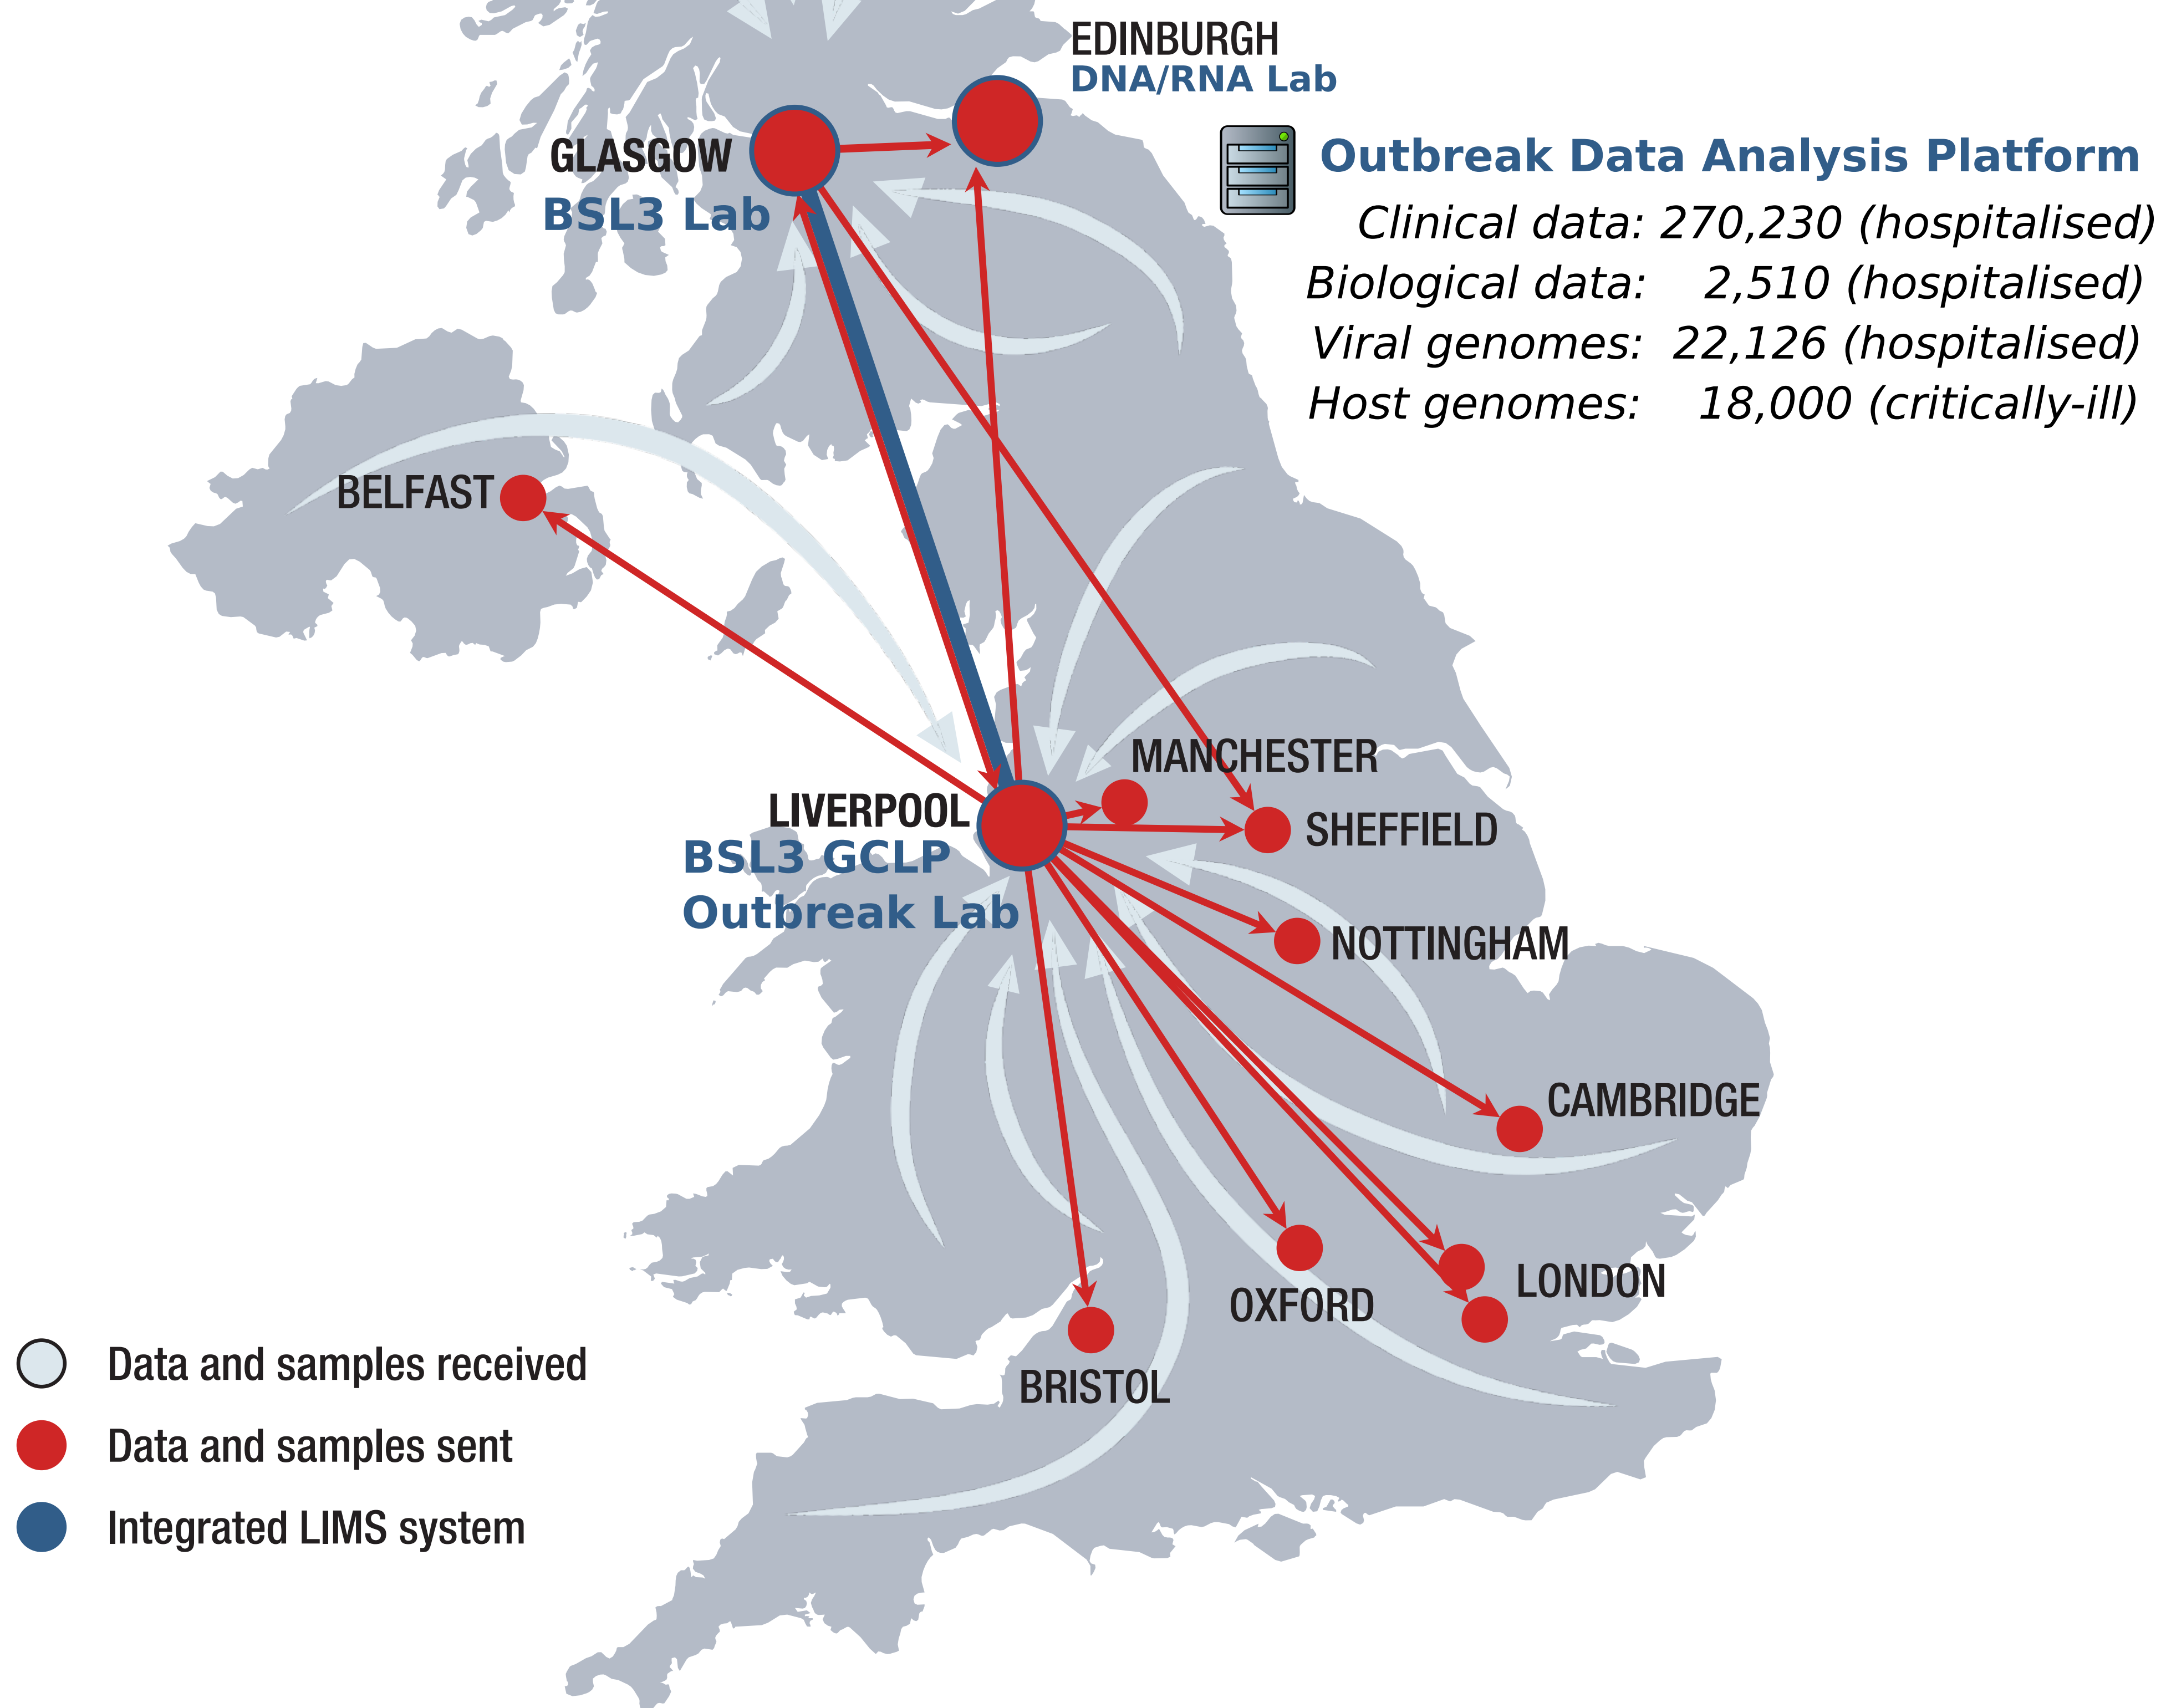 EDINBURGH
DNA/RNA Lab
GLASGOW
BSL3 Lab
Outbreak Data Analysis Platform
Clinical data: 270,230 (hospitalised)
Biological data: 2,510 (hospitalised)
Viral genomes: 22,126 (hospitalised)
Host genomes: 18,000 (critically-ill)
BELFAST
MANCHESTER
LIVERPOOL
BSL3 GCLP
Outbreak Lab
SHEFFIELD
NOTTINGHAM
CAMBRIDGE
LONDON
OXFORD
BRISTOL
Data and samples received
Data and samples sent
Integrated LIMS system